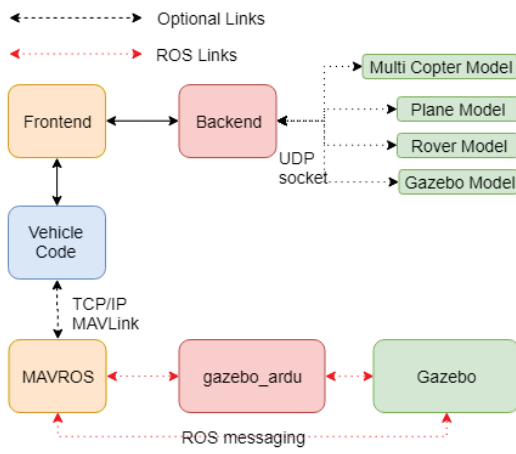 Optional Links
ROS Links
Multi Copter Model
Frontend
Backend
Plane Model
Rover Model
UDP
socket
Gazebo Model
Vehicle
Code
TCP/IP
MAVLink
MAVROS
gazebo_ardu
Gazebo
ROS messaging